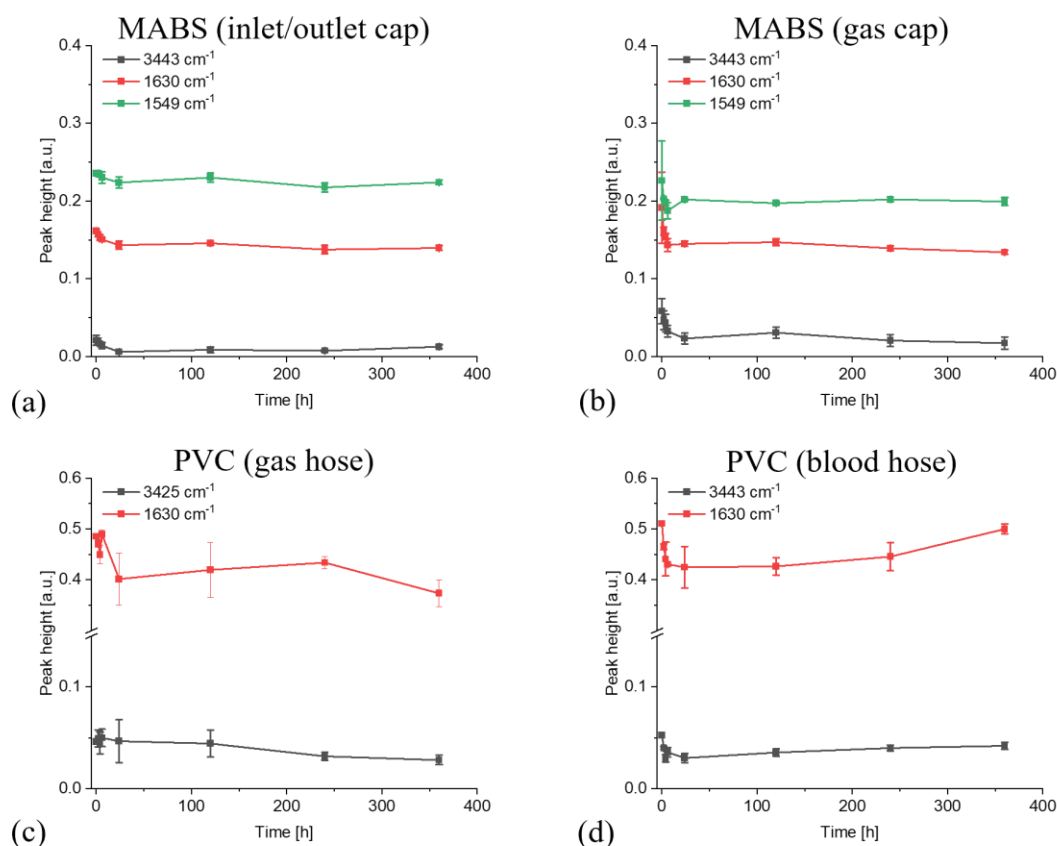 MABS (inlet/outlet cap)
0.4
3443 cm-1
1630 cm-1
1549 cm-1
0.3
0.2
0.1
0.0
Peak height [a.u.]
0 100 200 300 400
Time [h]
(a)
MABS (gas cap)
0.4
3443 cm-1
1630 cm-1
1549 cm-1
0.3
0.2
0.1
0.0
Peak height [a.u.]
0 100 200 300 400
Time [h]
(b)
PVC (gas hose)
0.6
3425 cm-1
1630 cm-1
0.5
0.4
0.1
0.0
Peak height [a.u.]
0 100 200 300 400
Time [h]
(c)
PVC (blood hose)
0.6
3443 cm-1
1630 cm-1
0.5
0.4
0.1
0.0
Peak height [a.u.]
0 100 200 300 400
Time [h]
(d)